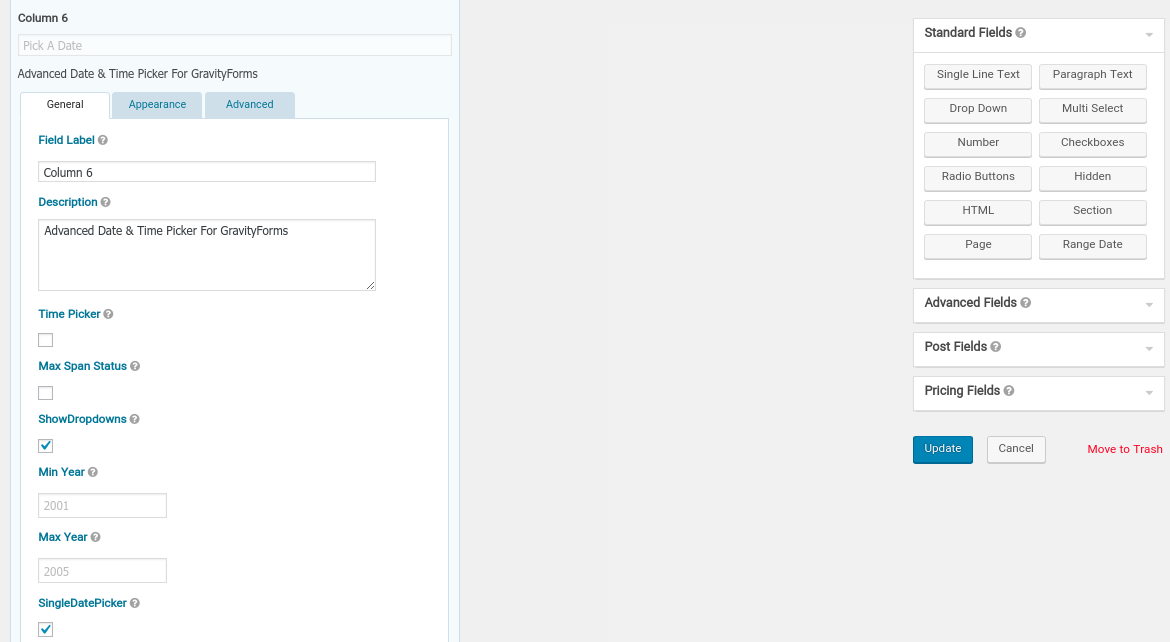 Column 6
Pick A Date
Advanced Date & Time Picker For GravityForms
General
Appearance
Advanced
Field Label
Column 6
Description
Advanced Date & Time Picker For GravityForms
Time Picker
Max Span Status
ShowDropdowns
Min Year
2001
Max Year
2005
SingleDatePicker
Standard Fields
Single Line Text
Paragraph Text
Drop Down
Multi Select
Number
Checkboxes
Radio Buttons
Hidden
HTML
Section
Page
Range Date
Advanced Fields
Post Fields
Pricing Fields
Update
Cancel
Move to Trash